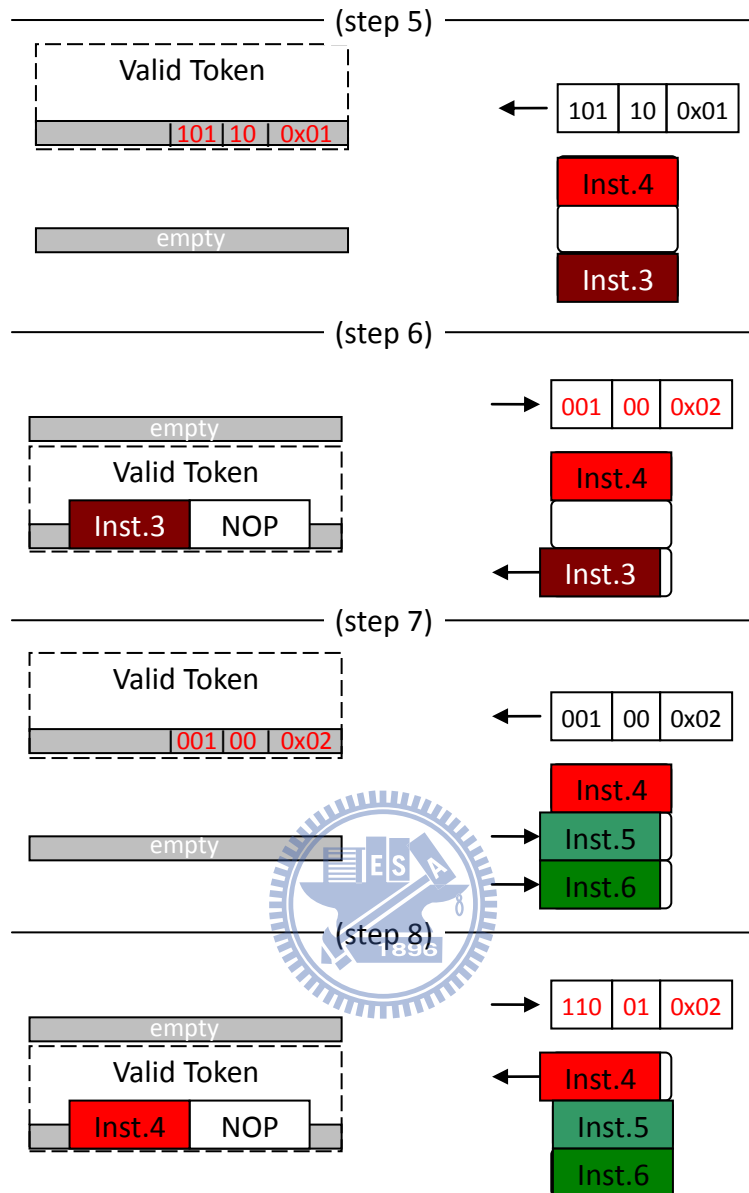 (step 5)
Valid Token
101 10 0x01
101 10 0x01
Inst.4
empty
Inst.3
(step 6)
001 00 0x02
empty
Valid Token
Inst.4
Inst.3 NOP
Inst.3
(step 7)
Valid Token
001 00 0x02
001 00 0x02
Inst.4
empty
Inst.5
Inst.6
ESA
(step 8)
1896
110 01 0x02
empty
Valid Token
Inst.4
Inst.4 NOP
Inst.5
Inst.6